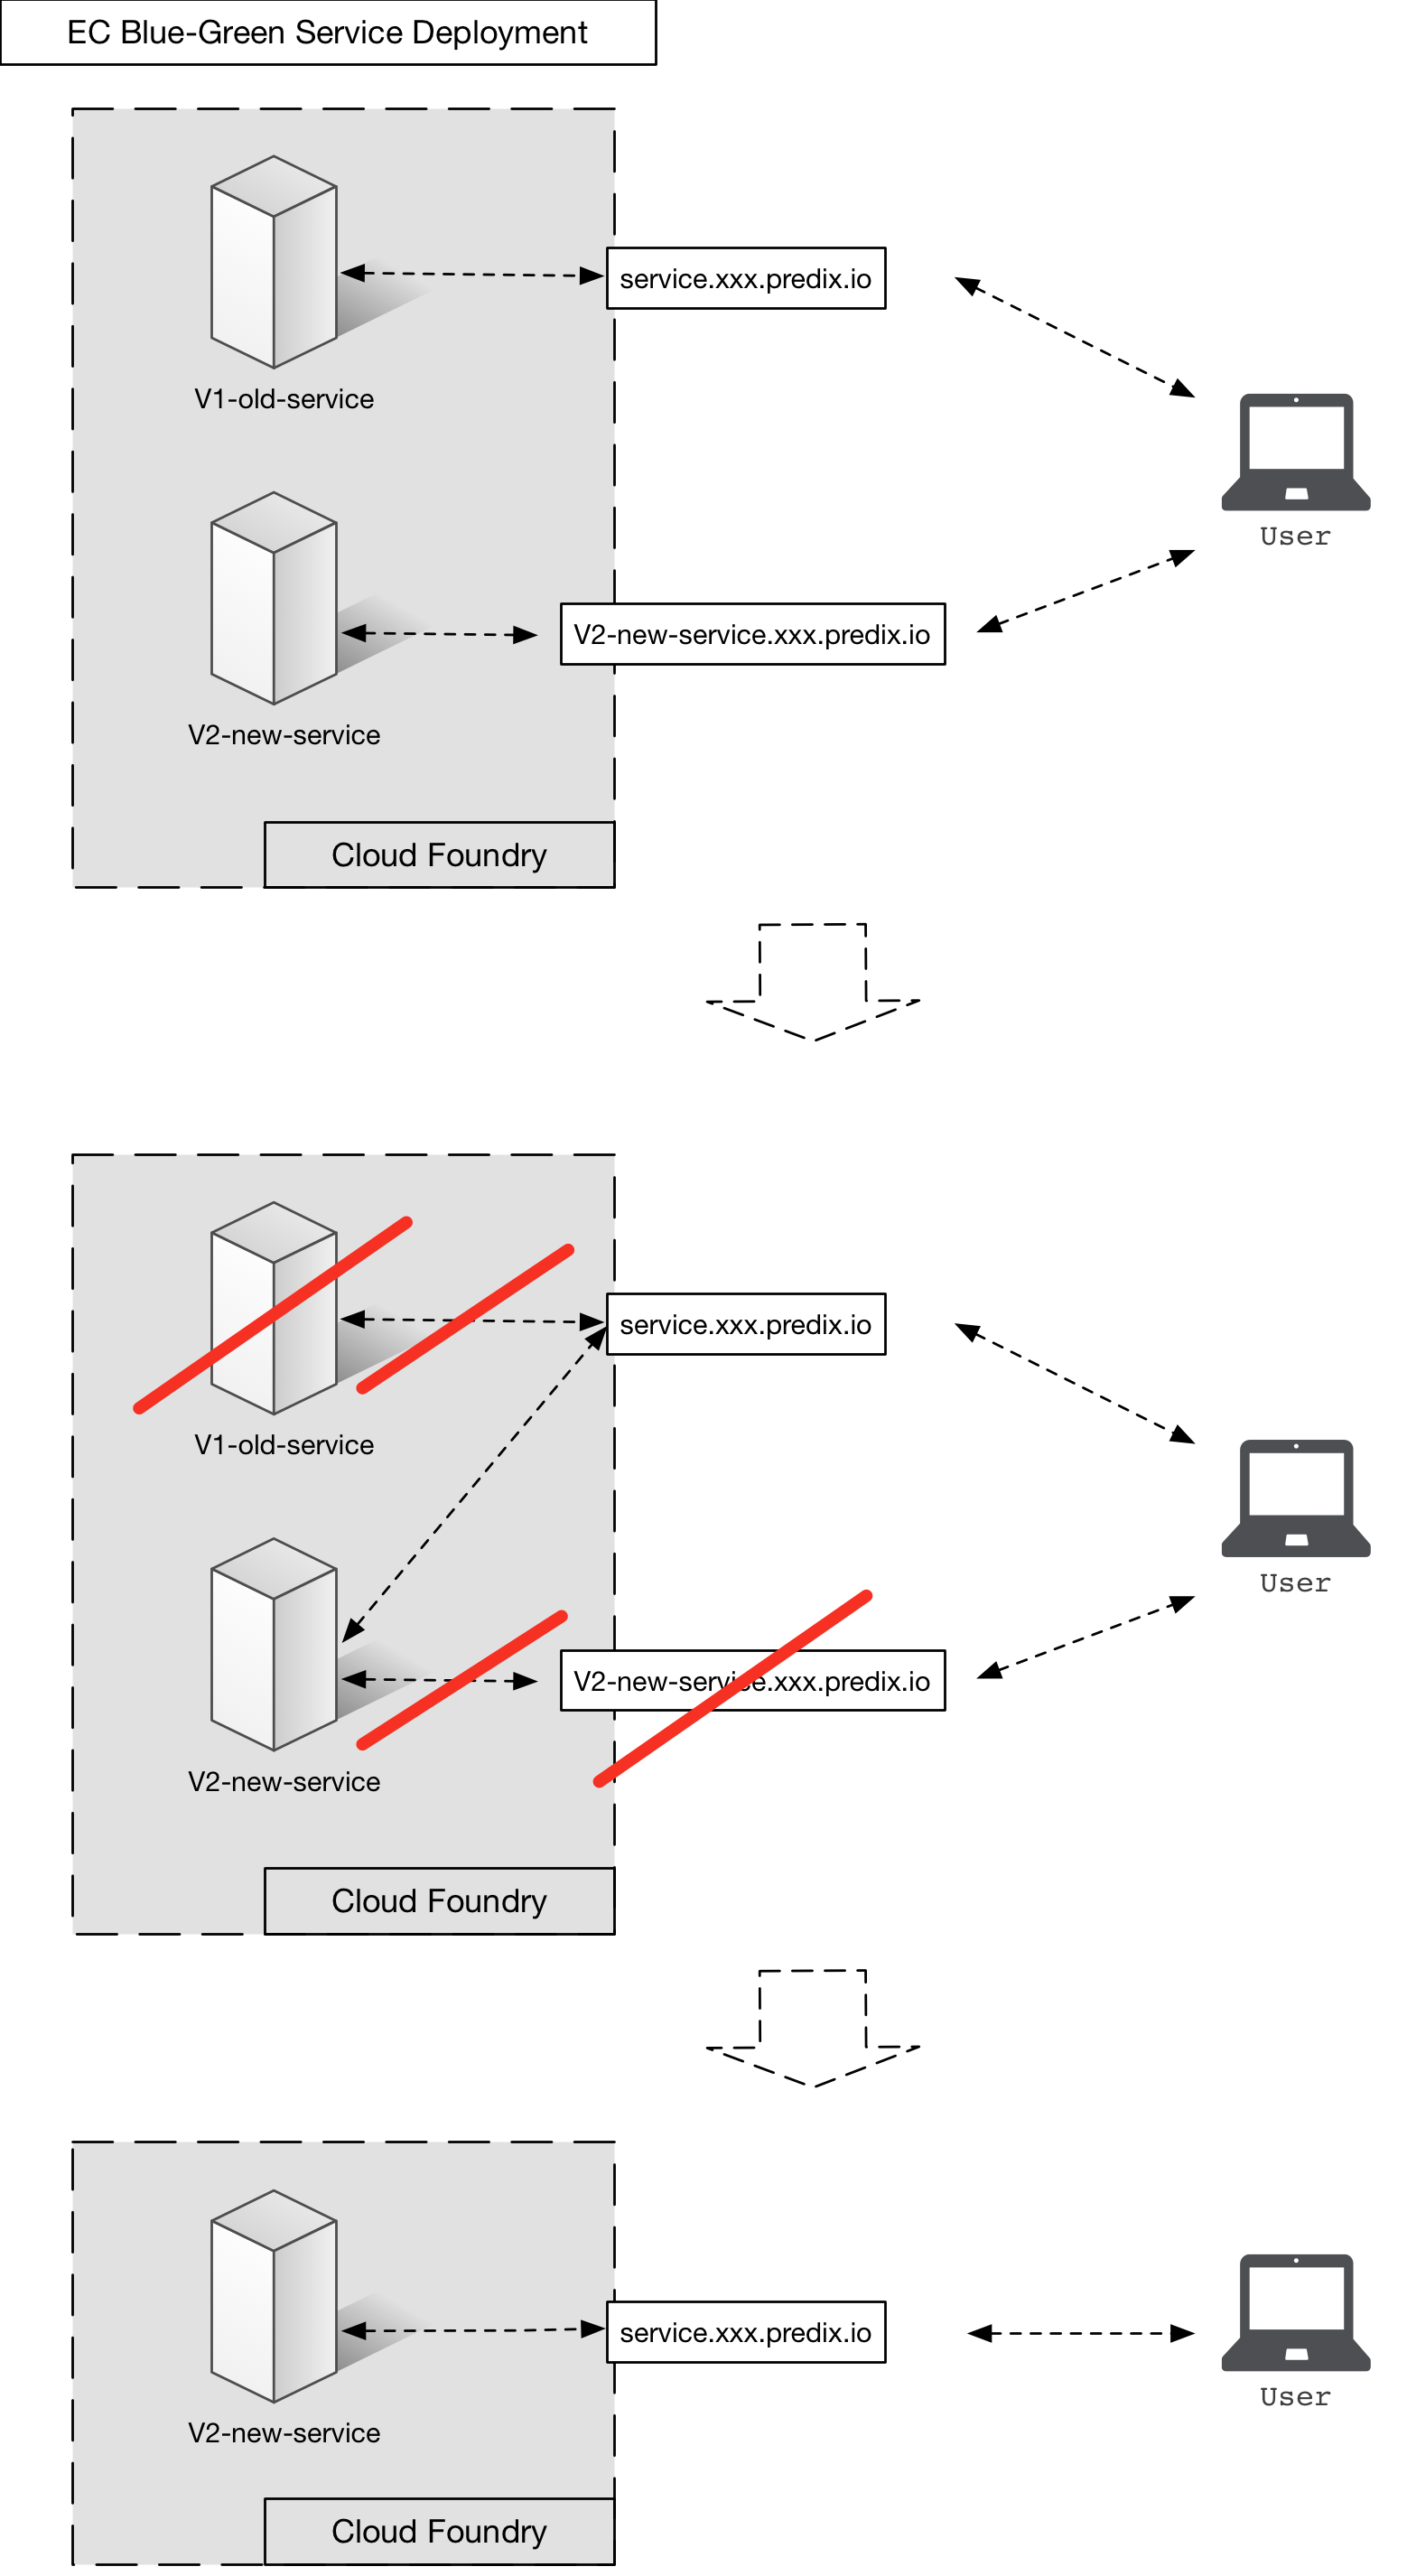 EC Blue-Green Service Deployment
service.xxx.predix.io
V1-old-service
User
V2-new-service.xxx.predix.io
V2-new-service
Cloud Foundry
service.xxx.predix.io
V1-old-service
User
V2-new-service.xxx.predix.io
V2-new-service
Cloud Foundry
service.xxx.predix.io
User
V2-new-service
Cloud Foundry